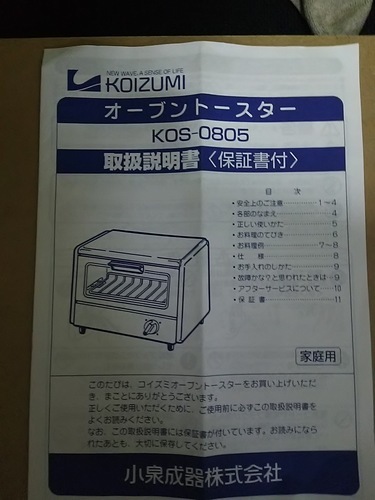 NEW WAVE, A SENSE OF LIFE
KOIZUMI
オーブントースター
KOS-0805
取扱説明書〈保証書付〉
目 次
・安全上のご注意……………1〜4
・各部のなまえ………………4
・正しい使いかた……………5
・お料理のてびき……………6
・お料理例…………………7〜8
・仕 様………………………8
・お手入れのしかた…………9
・故障かな?と思われたときは…9
・アフターサービスについて……10
・保 証 書……………………11
家庭用
このたびは、コイズミオーブントースターをお買い上げいただ
き、まことにありがとうございます。
正しくご使用いただくために、ご使用前に必ずこの取扱説明書を
よくお読みください。
なお、この取扱説明書には保証書が付いています。お読みになら
れたあとも、大切に保存してください。
小泉成器株式会社